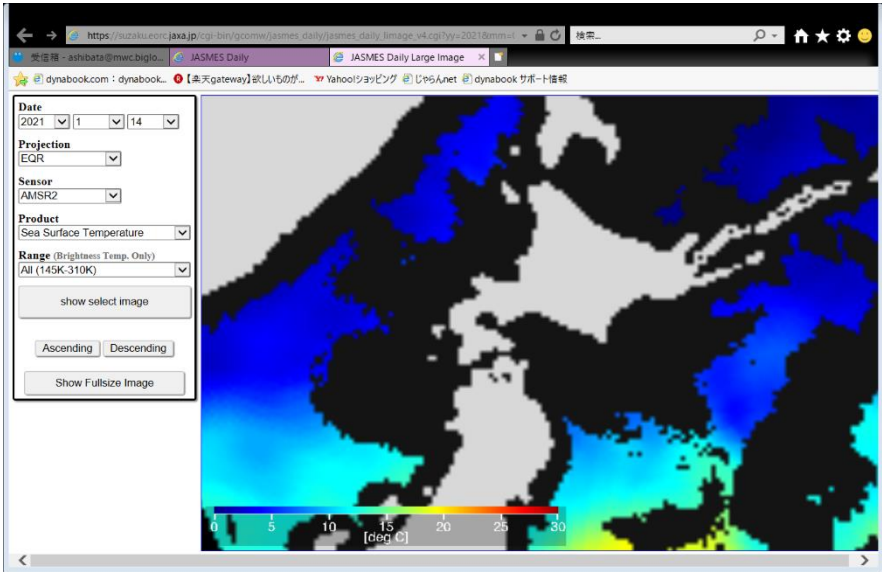 https://suzaku.eorc.jaxa.jp/cgi-bin/gcomw/jasmes_daily/jasmes_daily_limage_v4.cgi?yy=2021&mm=
検索...
受信箱 - ashibata@mwc.biglo...
JASMES Daily
JASMES Daily Large Image
dynabook.com：dynabook...
【楽天gateway】欲しいものが...
Yahoo!ショッピング
じゃらんnet
dynabook サポート情報
Date
2021 1 14
Projection
EQR
Sensor
AMSR2
Product
Sea Surface Temperature
Range (Brightness Temp. Only)
All (145K-310K)
show select image
Ascending Descending
Show Fullsize Image
0 5 10 15 20 25 30
[deg C]